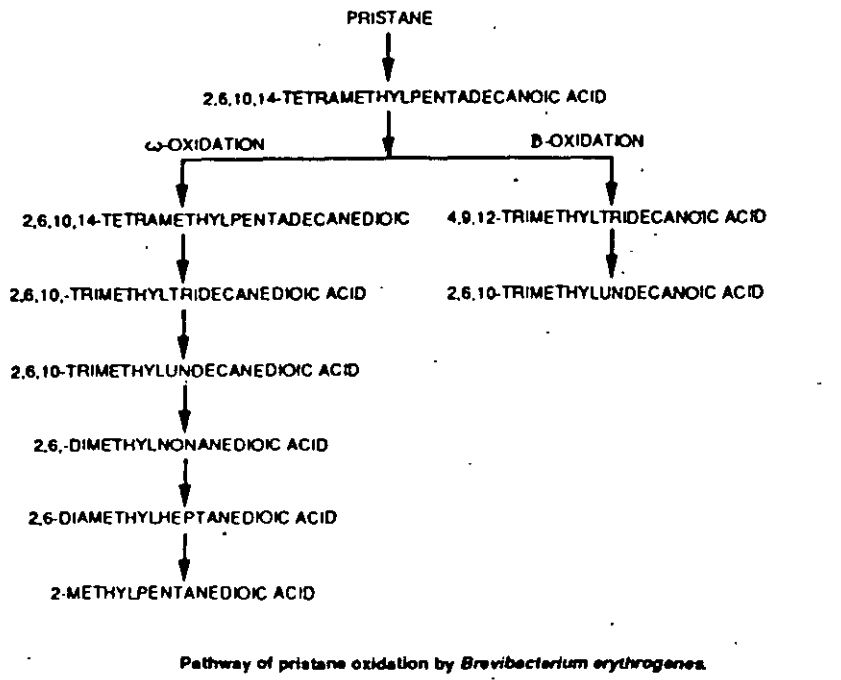 PRISTANE
2,6,10,14-TETRAMETHYLPENTADECANOIC ACID
ω-OXIDATION
B-OXIDATION
2,6,10,14-TETRAMETHYLPENTADECANEDIOIC
4,9,12-TRIMETHYLTRIDECANOIC ACID
2,6,10,-TRIMETHYLTRIDECANEDIOIC ACID
2,6,10-TRIMETHYLUNDECANOIC ACID
2,6,10-TRIMETHYLUNDECANEDIOIC ACID
2,6,-DIMETHYLNONANEDIOIC ACID
2,6-DIAMETHYLHEPTANEDIOIC ACID
2-METHYLPENTANEDIOIC ACID
Pathway of pristane oxidation by Brevibacterium erythrogenes.